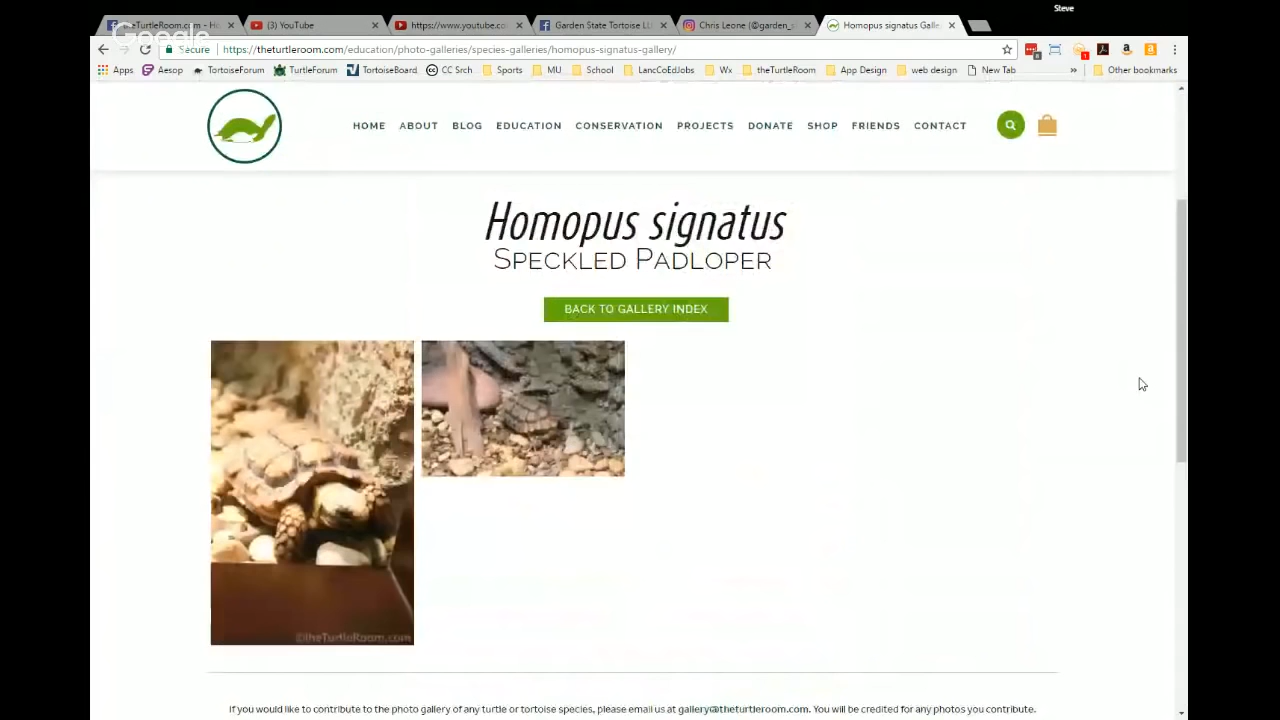 Steve
eTurtleRoom.com - H
(3) YouTube
https://www.youtube.co
Garden State Tortoise LL
Chris Leone (@garden_s
Homopus signatus Galle
Google
Secure
https://theturtleroom.com/education/photo-galleries/species-galleries/homopus-signatus-gallery/
Apps
Aesop
TortoiseForum
TurtleForum
TortoiseBoard
CC Srch
Sports
MU
School
LancCoEdJobs
Wx
theTurtleRoom
App Design
web design
New Tab
»
Other bookmarks
HOME ABOUT BLOG EDUCATION CONSERVATION PROJECTS DONATE SHOP FRIENDS CONTACT
Homopus signatus
SPECKLED PADLOPER
BACK TO GALLERY INDEX
©theTurtleRoom.com
If you would like to contribute to the photo gallery of any turtle or tortoise species, please email us at gallery@theturtleroom.com. You will be credited for any photos you contribute.